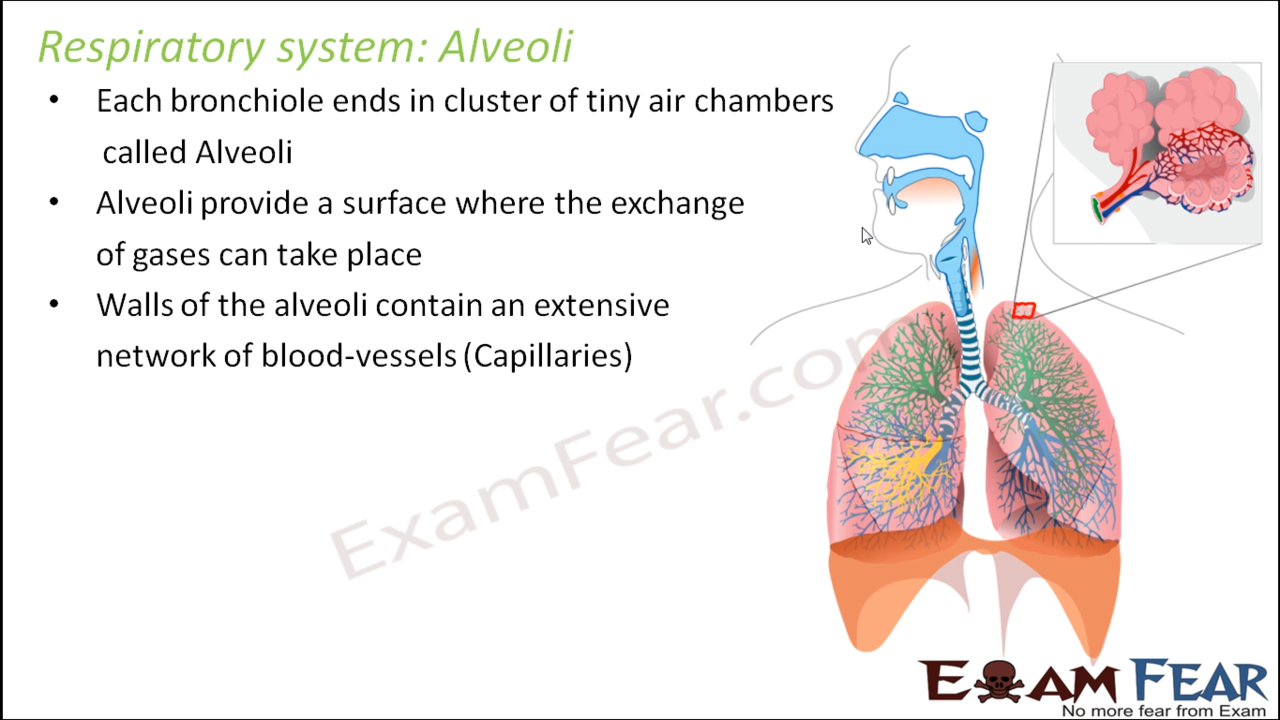 Respiratory system: Alveoli
• Each bronchiole ends in cluster of tiny air chambers
called Alveoli
• Alveoli provide a surface where the exchange
of gases can take place
• Walls of the alveoli contain an extensive
network of blood-vessels (Capillaries)
ExamFear.com
EXAM FEAR
No more fear from Exam